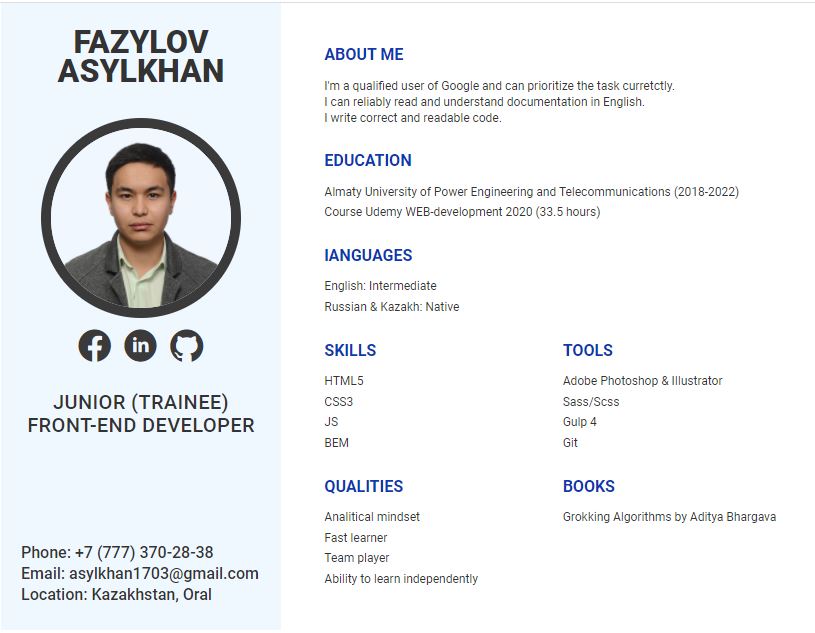 FAZYLOV
ASYLKHAN
in
JUNIOR (TRAINEE)
FRONT-END DEVELOPER
Phone: +7 (777) 370-28-38
Email: asylkhan1703@gmail.com
Location: Kazakhstan, Oral
ABOUT ME
I'm a qualified user of Google and can prioritize the task curretctly.
I can reliably read and understand documentation in English.
I write correct and readable code.
EDUCATION
Almaty University of Power Engineering and Telecommunications (2018-2022)
Course Udemy WEB-development 2020 (33.5 hours)
lANGUAGES
English: Intermediate
Russian & Kazakh: Native
SKILLS
HTML5
CSS3
JS
BEM
TOOLS
Adobe Photoshop & Illustrator
Sass/Scss
Gulp 4
Git
QUALITIES
Analitical mindset
Fast learner
Team player
Ability to learn independently
BOOKS
Grokking Algorithms by Aditya Bhargava